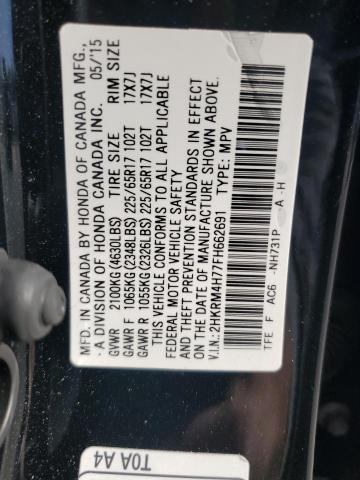 MFD. IN CANADA BY HONDA OF CANADA MFG.,
- A DIVISION OF HONDA CANADA INC. 05/15
GVWR 2100KG(4630LBS) TIRE SIZE RIM SIZE
GAWR F 1065KG(2348LBS) 225/65R17 102T 17X7J
GAWR R 1055KG(2326LBS) 225/65R17 102T 17X7J
THIS VEHICLE CONFORMS TO ALL APPLICABLE
FEDERAL MOTOR VEHICLE SAFETY
AND THEFT PREVENTION STANDARDS IN EFFECT
ON THE DATE OF MANUFACTURE SHOWN ABOVE.
V.I.N.: 2HKRM4H77FH662691 TYPE: MPV
TFE F AC6 -NH731P A -H
T0A A4